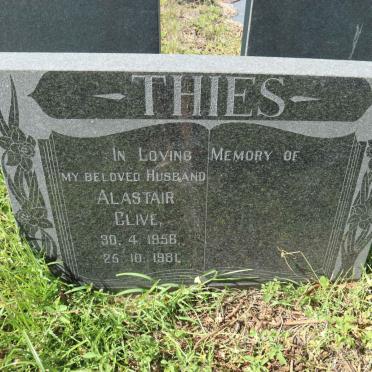 THIES
IN LOVING MEMORY OF
MY BELOVED HUSBAND
ALASTAIR
CLIVE.
30. 4. 1956.
25. 10. 1981.